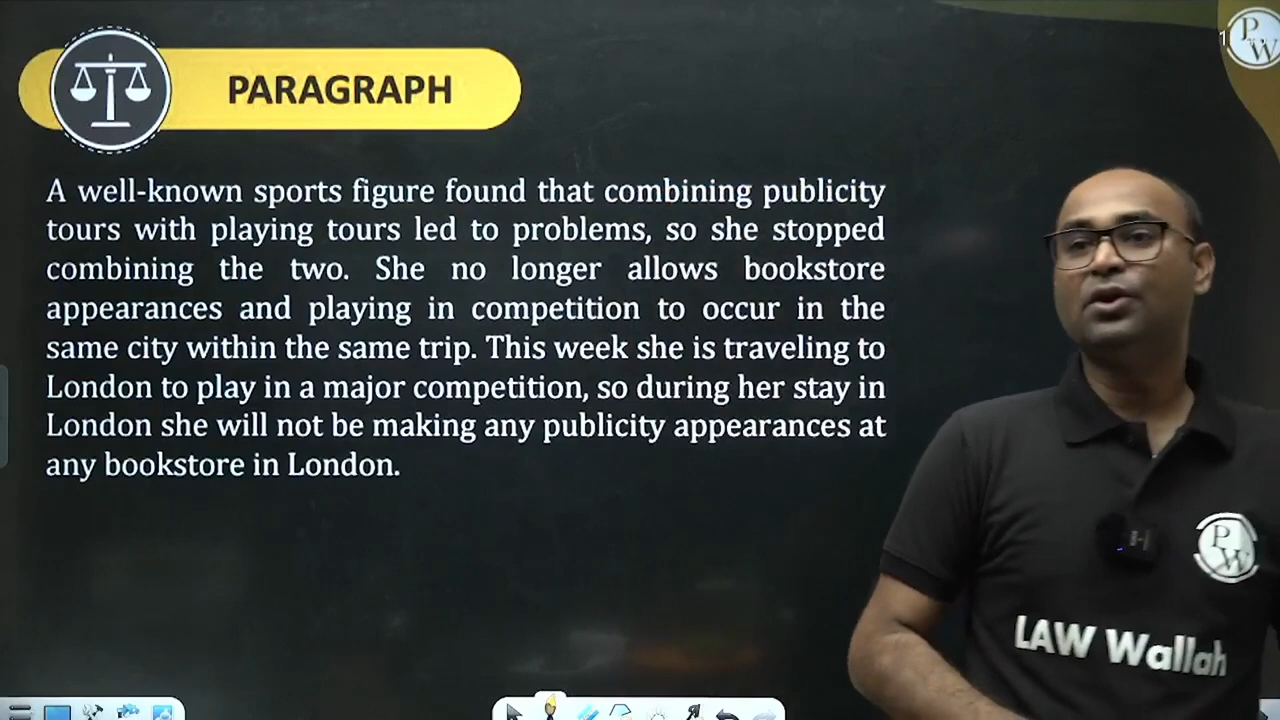 PARAGRAPH
A well-known sports figure found that combining publicity
tours with playing tours led to problems, so she stopped
combining the two. She no longer allows bookstore
appearances and playing in competition to occur in the
same city within the same trip. This week she is traveling to
London to play in a major competition, so during her stay in
London she will not be making any publicity appearances at
any bookstore in London.
1
P
W
P
W
LAW Wallah